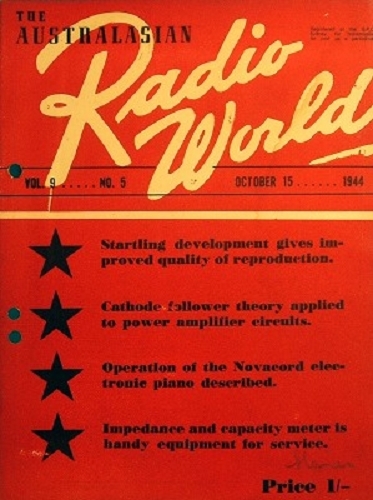 THE
AUSTRALASIAN
Radio
World
VOL. 9 ..... NO. 5 OCTOBER 15 ...... 1944
Startling development gives im-
proved quality of reproduction.
Cathode follower theory applied
to power amplifier circuits.
Operation of the Novacord elec-
tronic piano described.
Impedance and capacity meter is
handy equipment for service.
Price 1/-